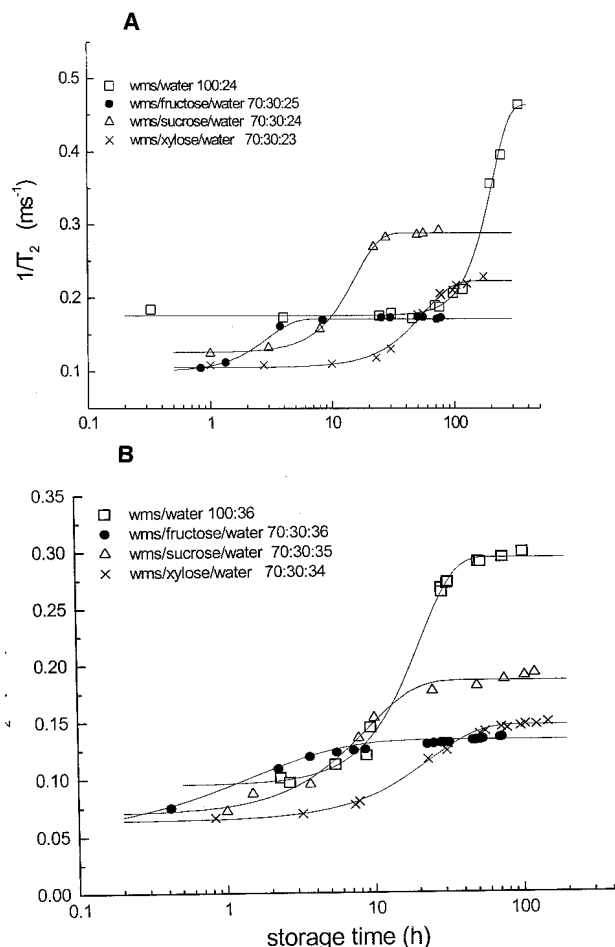 A
0.5
0.4
0.3
0.2
0.1
1/T₂ (ms⁻¹)
wms/water 100:24
wms/fructose/water 70:30:25
wms/sucrose/water 70:30:24
wms/xylose/water 70:30:23
0.1 1 10 100
B
0.35
0.30
0.25
0.20
0.15
0.10
0.05
0.00
wms/water 100:36
wms/fructose/water 70:30:36
wms/sucrose/water 70:30:35
wms/xylose/water 70:30:34
0.1 1 10 100
storage time (h)